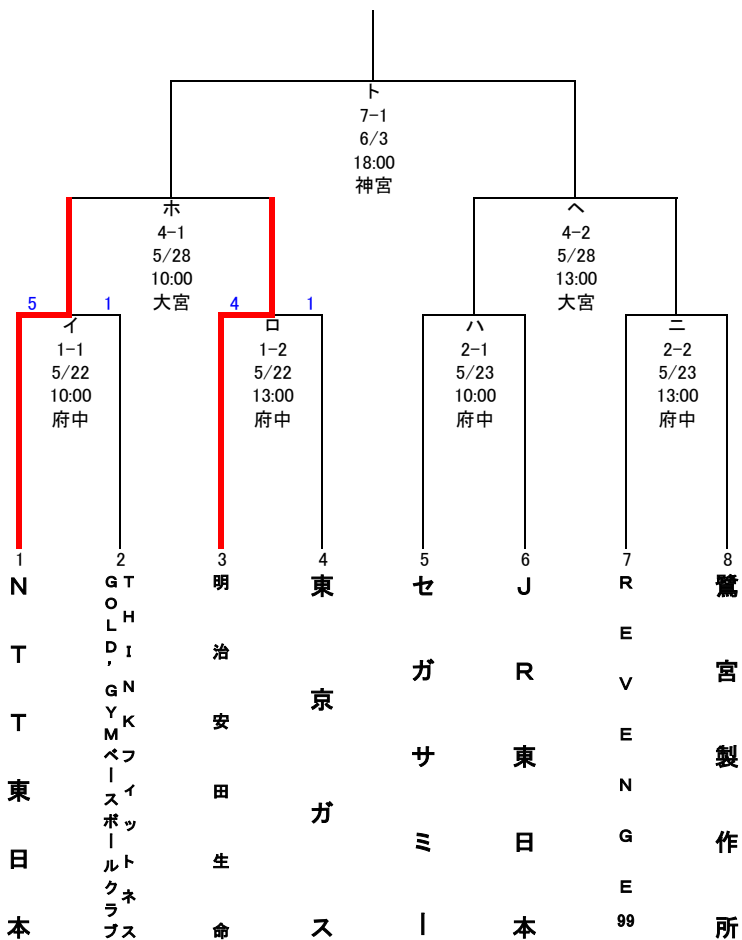 ト
7-1
6/3
18:00
神宮
ホ
4-1
5/28
10:00
大宮
ヘ
4-2
5/28
13:00
大宮
5
1
4
1
イ
1-1
5/22
10:00
府中
ロ
1-2
5/22
13:00
府中
ハ
2-1
5/23
10:00
府中
ニ
2-2
5/23
13:00
府中
1
NTT東日本
2
THINKフィットネス
GOLD'GYMベースボールクラブ
3
明治安田生命
4
東京ガス
5
セガサミー
6
JR東日本
7
REVENGE99
8
鷺宮製作所